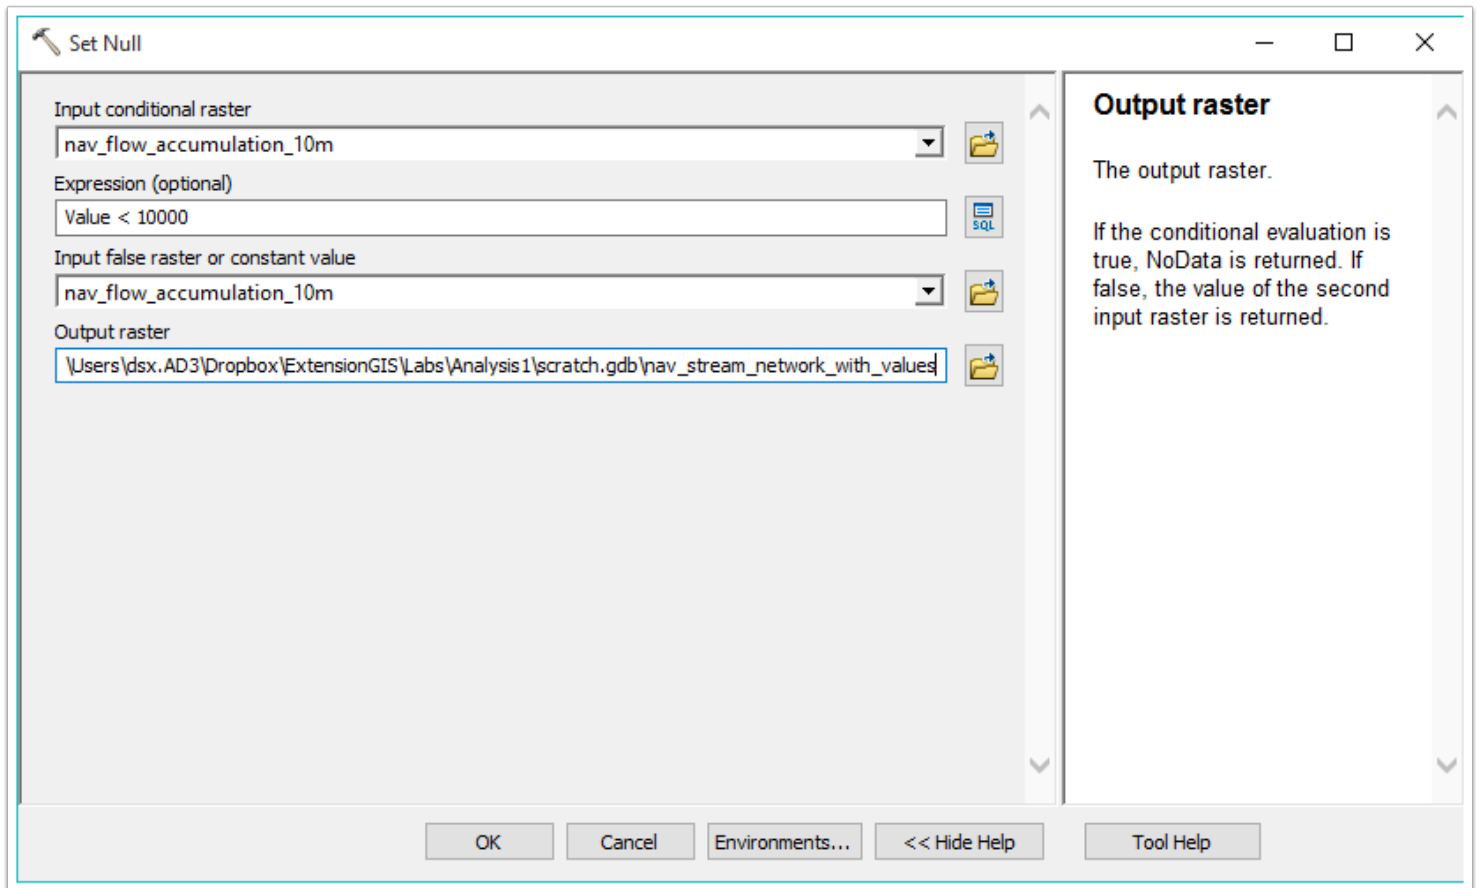 Set Null
Input conditional raster
nav_flow_accumulation_10m
Expression (optional)
Value < 10000
SQL
Input false raster or constant value
nav_flow_accumulation_10m
Output raster
\Users\dsx.AD3\Dropbox\ExtensionGIS\Labs\Analysis1\scratch.gdb\nav_stream_network_with_values
Output raster
The output raster.
If the conditional evaluation is
true, NoData is returned. If
false, the value of the second
input raster is returned.
OK
Cancel
Environments...
<< Hide Help
Tool Help